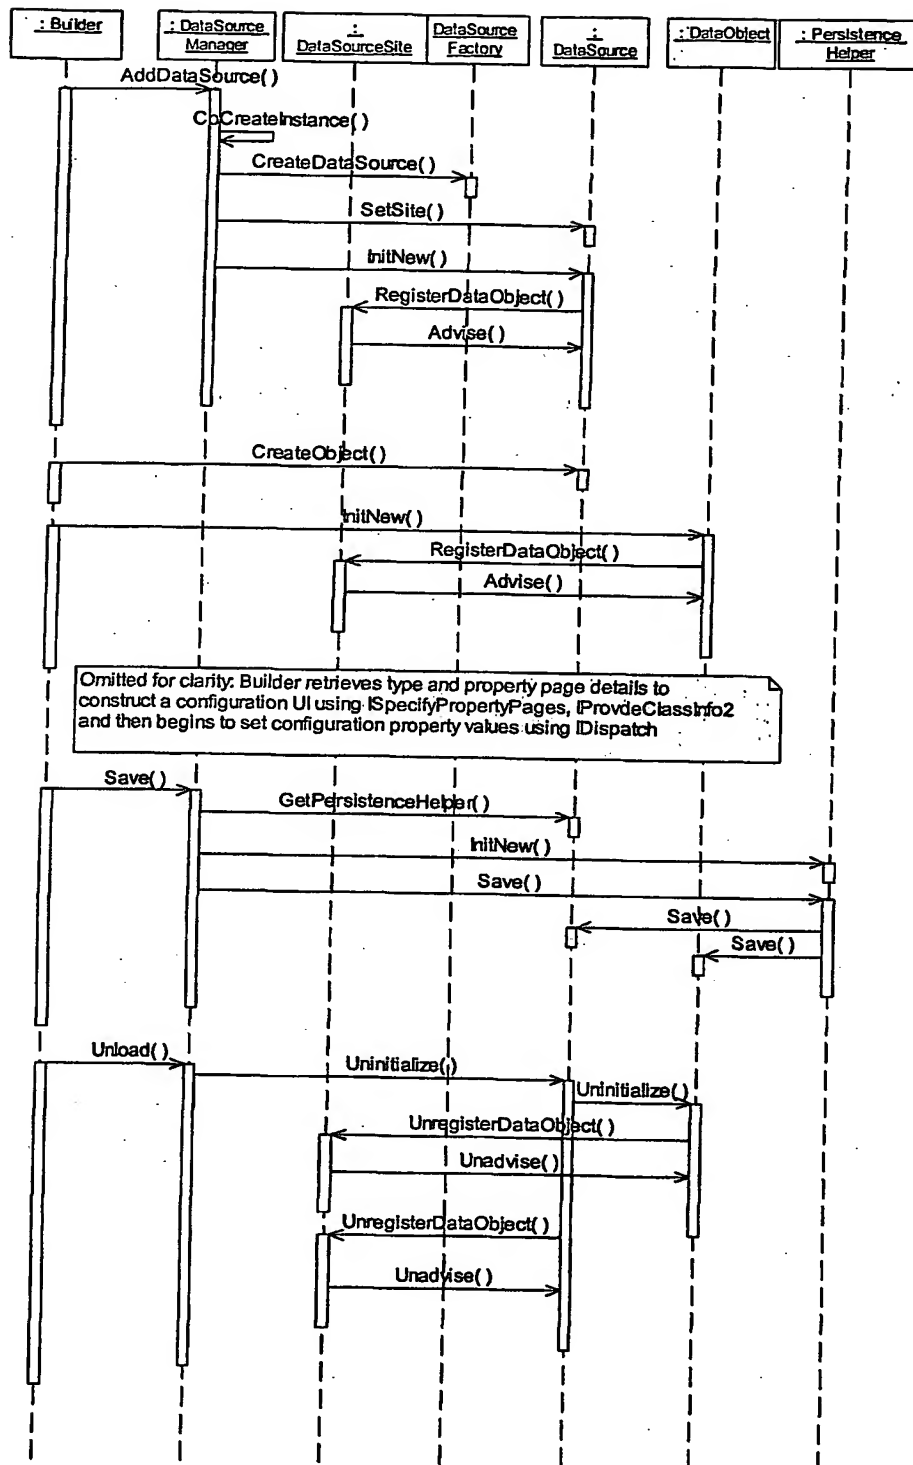 : Builder
: DataSource
Manager
:
DataSourceSite
DataSource
Factory
:
DataSource
: DataObject
: Persistence
Helper
AddDataSource( )
CoCreateInstance( )
CreateDataSource( )
SetSite( )
InitNew( )
RegisterDataObject( )
Advise( )
CreateObject( )
InitNew( )
RegisterDataObject( )
Advise( )
Omitted for clarity: Builder retrieves type and property page details to
construct a configuration UI using ISpecifyPropertyPages, IProvdeClassInfo2
and then begins to set configuration property values using IDispatch
Save( )
GetPersistenceHelper( )
InitNew( )
Save( )
Save( )
Save( )
Unload( )
Uninitialize( )
Uninitialize( )
UnregisterDataObject( )
Unadvise( )
UnregisterDataObject( )
Unadvise( )